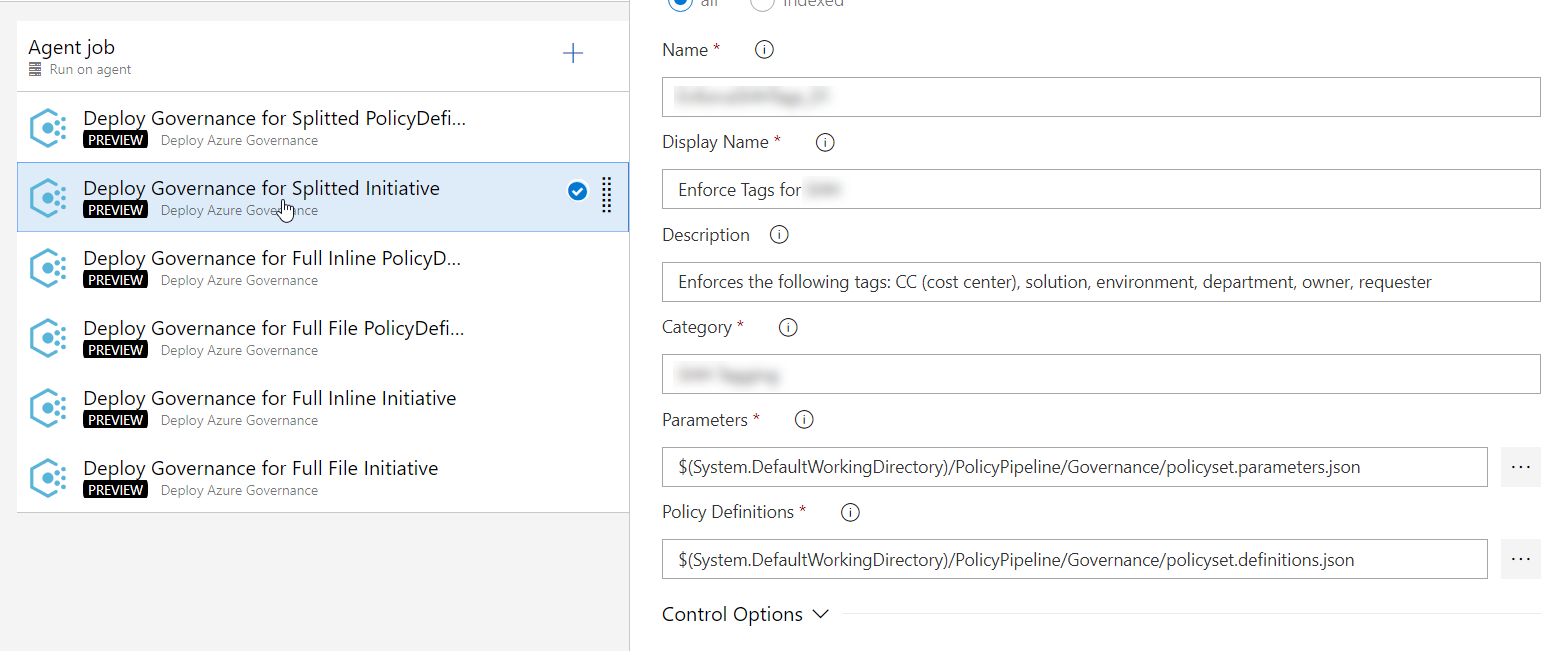 Agent job
Run on agent
Deploy Governance for Splitted PolicyDefi...
PREVIEW Deploy Azure Governance
Deploy Governance for Splitted Initiative
PREVIEW Deploy Azure Governance
Deploy Governance for Full Inline PolicyD...
PREVIEW Deploy Azure Governance
Deploy Governance for Full File PolicyDefi...
PREVIEW Deploy Azure Governance
Deploy Governance for Full Inline Initiative
PREVIEW Deploy Azure Governance
Deploy Governance for Full File Initiative
PREVIEW Deploy Azure Governance
all Indexed
Name *
Display Name *
Enforce Tags for
Description
Enforces the following tags: CC (cost center), solution, environment, department, owner, requester
Category *
Parameters *
$(System.DefaultWorkingDirectory)/PolicyPipeline/Governance/policyset.parameters.json
...
Policy Definitions *
$(System.DefaultWorkingDirectory)/PolicyPipeline/Governance/policyset.definitions.json
...
Control Options